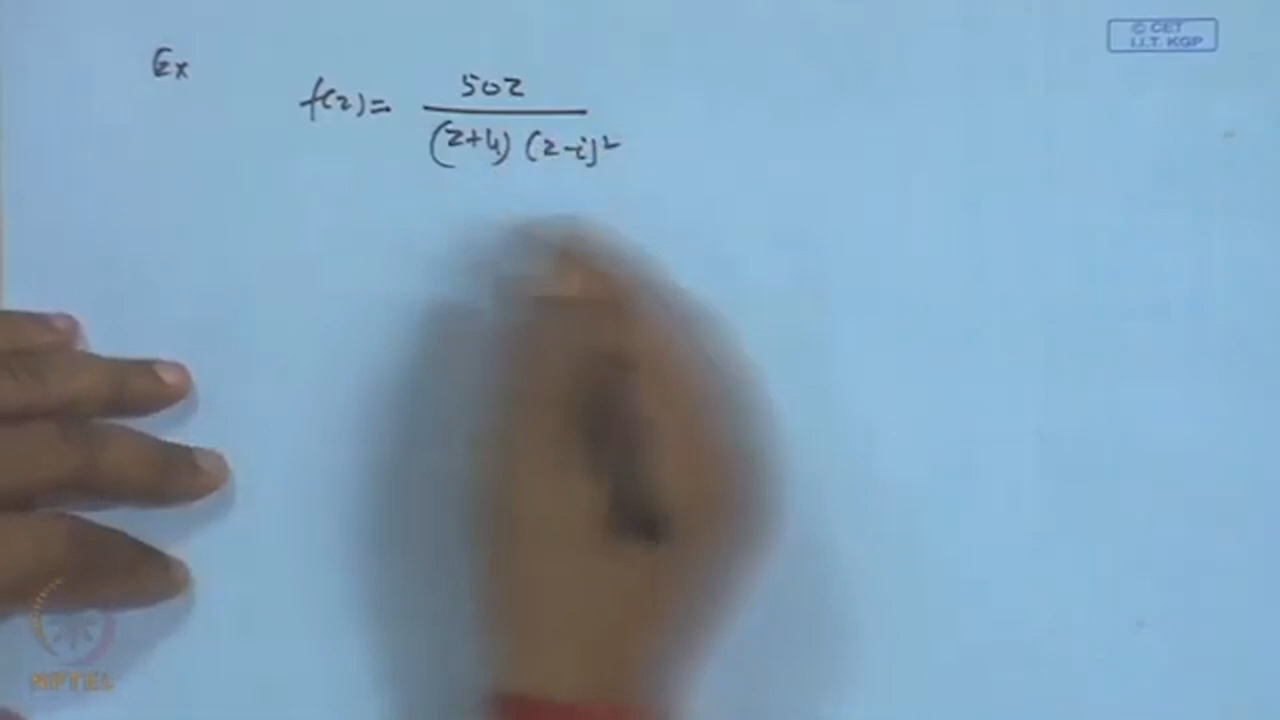 © CET
I.I.T. KGP
Ex
f(z) = 50z
(z+4) (z-i)²
NPTEL